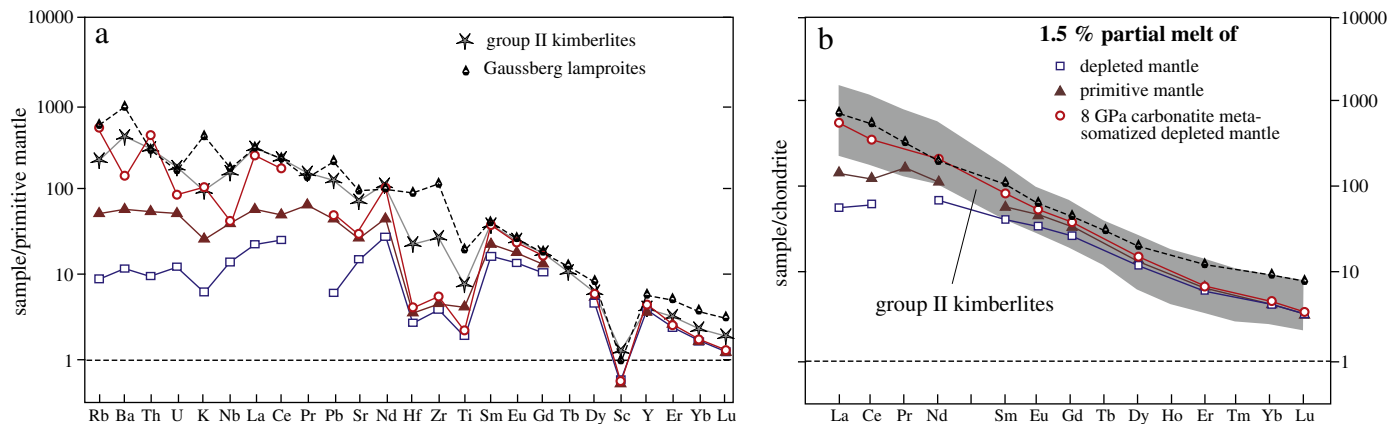 a
group II kimberlites
Gaussberg lamproites
sample/primitive mantle
10000
1000
100
10
1
Rb Ba Th U K Nb La Ce Pr Pb Sr Nd Hf Zr Ti Sm Eu Gd Tb Dy Sc Y Er Yb Lu
b
1.5 % partial melt of
depleted mantle
primitive mantle
8 GPa carbonatite meta-
somatized depleted mantle
group II kimberlites
sample/chondrite
10000
1000
100
10
1
La Ce Pr Nd Sm Eu Gd Tb Dy Ho Er Tm Yb Lu